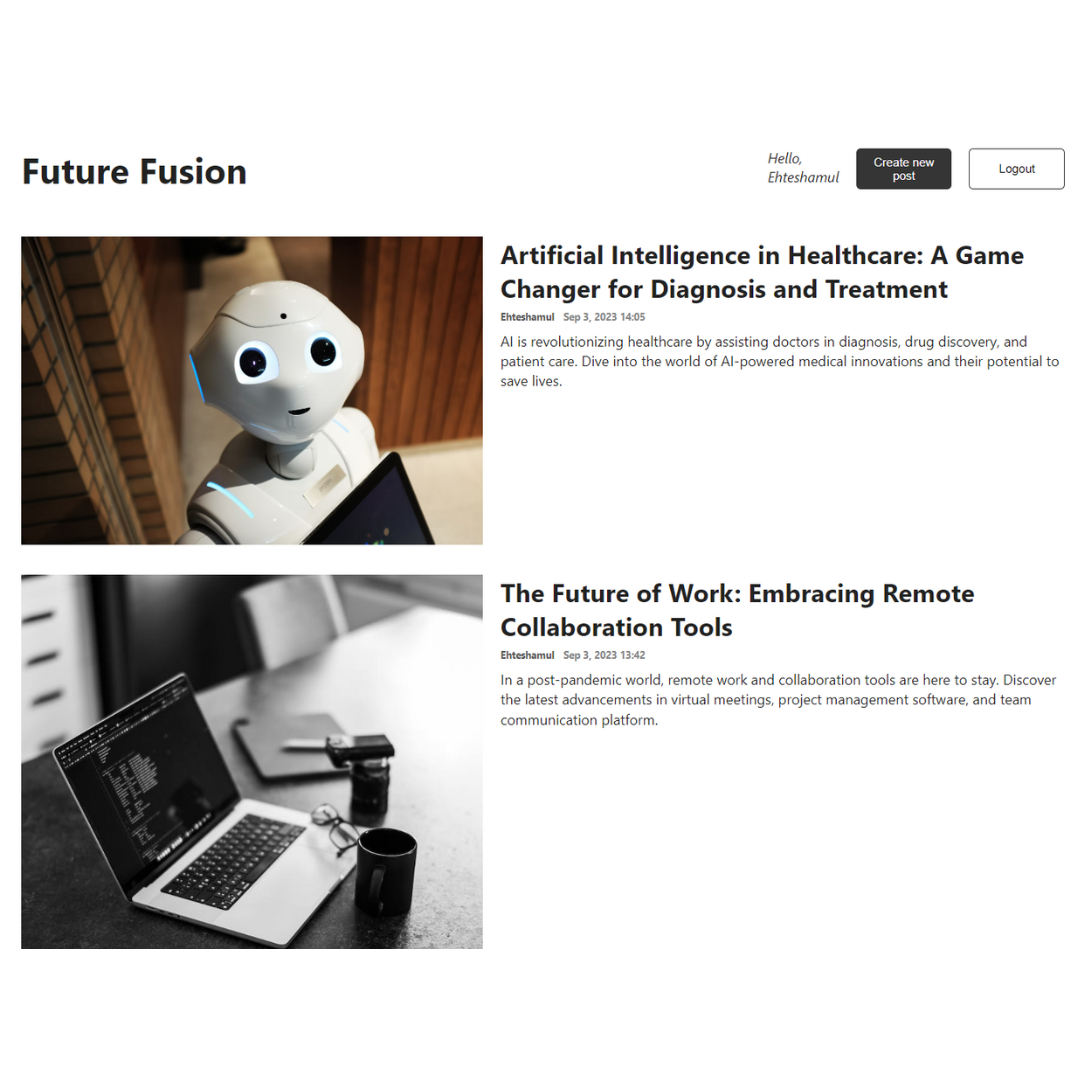 Future Fusion
Hello,
Ehteshamul
Create new
post
Logout
Artificial Intelligence in Healthcare: A Game
Changer for Diagnosis and Treatment
Ehteshamul Sep 3, 2023 14:05
AI is revolutionizing healthcare by assisting doctors in diagnosis, drug discovery, and
patient care. Dive into the world of AI-powered medical innovations and their potential to
save lives.
The Future of Work: Embracing Remote
Collaboration Tools
Ehteshamul Sep 3, 2023 13:42
In a post-pandemic world, remote work and collaboration tools are here to stay. Discover
the latest advancements in virtual meetings, project management software, and team
communication platform.